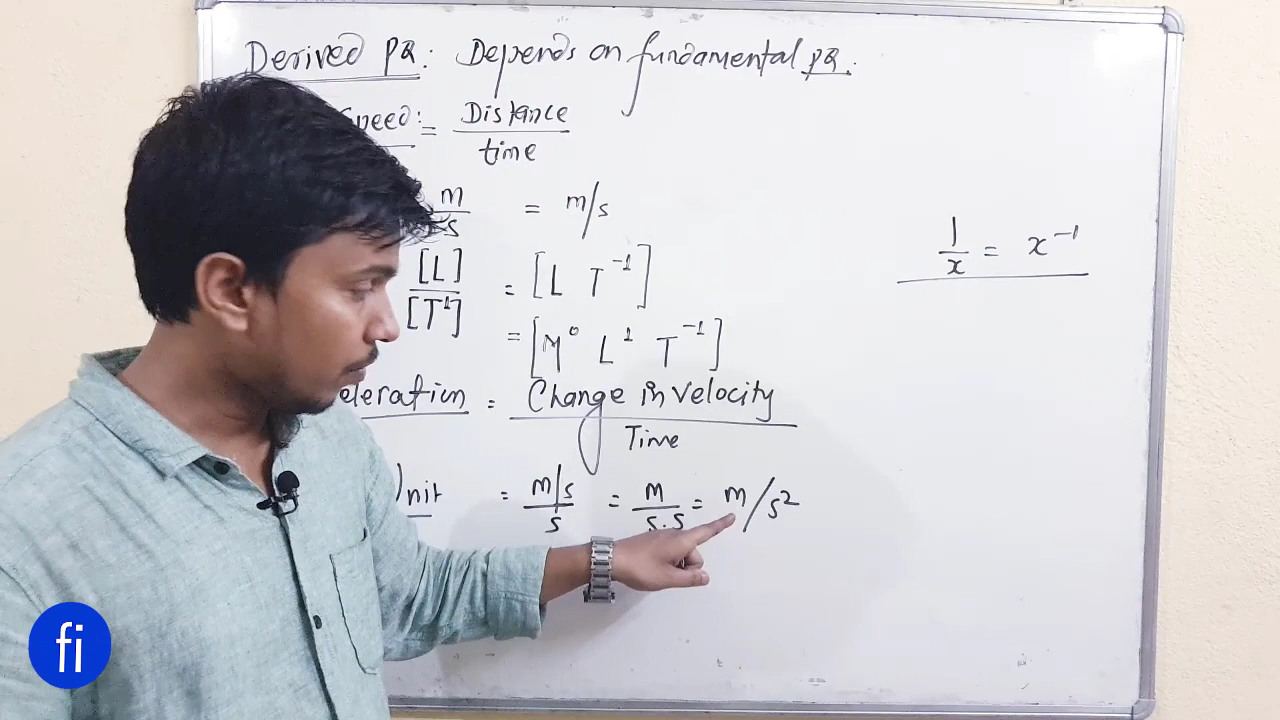 Derived PQ: Depends on fundamental PQ.
Speed: = Distance / time
m / s = m/s
[L] / [T¹] = [L T⁻¹]
= [M⁰ L¹ T⁻¹]
1/x = x⁻¹
eleration = Change in velocity / Time
Unit = m/s / s = m / s.s = m/s²
fi